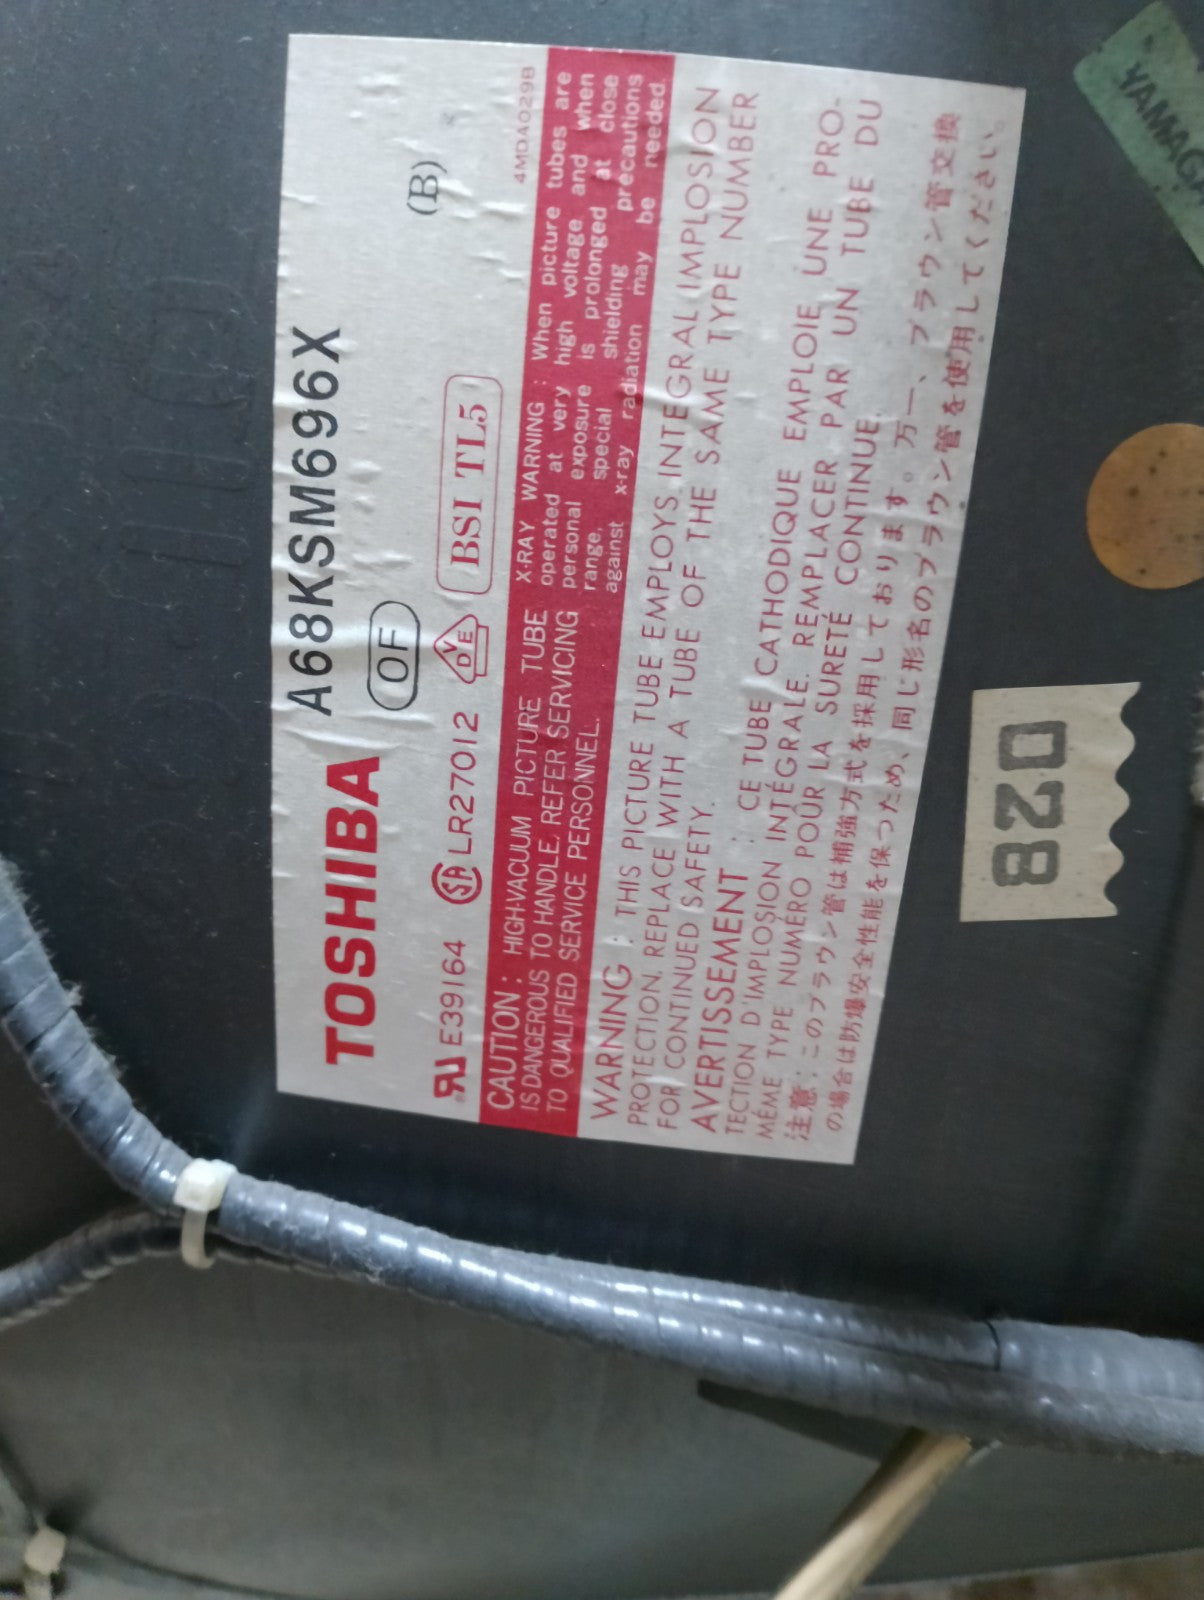 TOSHIBA A68KSM696X
OF
(B)
E39164 SA LR27012 DVE BSI TL5
4MDA029B
CAUTION : HIGH-VACUUM PICTURE TUBE
IS DANGEROUS TO HANDLE. REFER SERVICING
TO QUALIFIED SERVICE PERSONNEL.
X-RAY WARNING : When picture tubes are
operated at very high voltage and when
personal exposure is prolonged at close
range, special shielding precautions
against x-ray radiation may be needed.
WARNING : THIS PICTURE TUBE EMPLOYS INTEGRAL IMPLOSION
PROTECTION. REPLACE WITH A TUBE OF THE SAME TYPE NUMBER
FOR CONTINUED SAFETY.
AVERTISSEMENT : CE TUBE CATHODIQUE EMPLOIE UNE PRO-
TECTION D'IMPLOSION INTÉGRALE. REMPLACER PAR UN TUBE DU
MÊME TYPE NUMÉRO POUR LA SURETÉ CONTINUE.
注意:このブラウン管は補強方式を採用しております。万一、ブラウン管交換
の場合は防爆安全性能を保つため、同じ形名のブラウン管を使用してください。
028